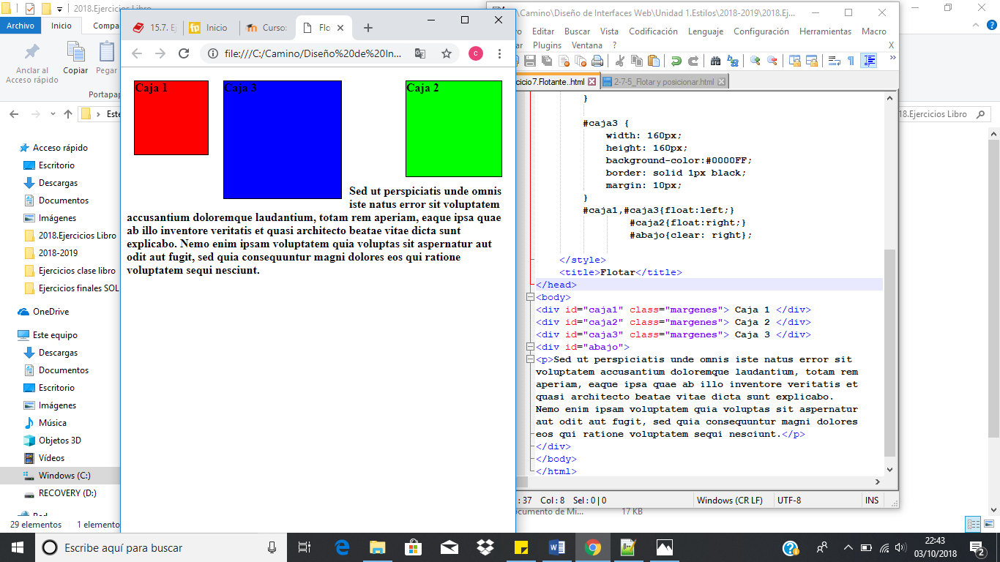 2018.Ejercicios Libro
Archivo Inicio Compa
Anclar al Acceso rápido
Copiar
Pegar
Portapap
Este
Acceso rápido
Escritorio
Descargas
Documentos
Imágenes
2018.Ejercicios Libro
2018-2019
Ejercicios clase libro
Ejercicios finales SOL
OneDrive
Este equipo
Descargas
Documentos
Escritorio
Imágenes
Música
Objetos 3D
Vídeos
Windows (C:)
RECOVERY (D:)
29 elementos 1 elemento
15.7. Ej
Inicio
Curso:
Flo
file:///C:/Camino/Diseño%20de%20In...
c
Caja 1
Caja 3
Caja 2
Sed ut perspiciatis unde omnis
iste natus error sit voluptatem
accusantium doloremque laudantium, totam rem aperiam, eaque ipsa quae
ab illo inventore veritatis et quasi architecto beatae vitae dicta sunt
explicabo. Nemo enim ipsam voluptatem quia voluptas sit aspernatur aut
odit aut fugit, sed quia consequuntur magni dolores eos qui ratione
voluptatem sequi nesciunt.
\Camino\Diseño de Interfaces Web\Unidad 1.Estilos\2018-2019\2018.Ej...
Editar Buscar Vista Codificación Lenguaje Configuración Herramientas Macro
Plugins Ventana ? X
cicio7.Flotante..html
2-7-5_Flotar y posicionar.html
}
#caja3 {
width: 160px;
height: 160px;
background-color:#0000FF;
border: solid 1px black;
margin: 10px;
}
#caja1,#caja3{float:left;}
#caja2{float:right;}
#abajo{clear: right};
</style>
<title>Flotar</title>
</head>
<body>
<div id="caja1" class="margenes"> Caja 1 </div>
<div id="caja2" class="margenes"> Caja 2 </div>
<div id="caja3" class="margenes"> Caja 3 </div>
<div id="abajo">
<p>Sed ut perspiciatis unde omnis iste natus error sit
voluptatem accusantium doloremque laudantium, totam rem
aperiam, eaque ipsa quae ab illo inventore veritatis et
quasi architecto beatae vitae dicta sunt explicabo.
Nemo enim ipsam voluptatem quia voluptas sit aspernatur
aut odit aut fugit, sed quia consequuntur magni dolores
eos qui ratione voluptatem sequi nesciunt.</p>
</div>
</body>
</html>
: 37 Col : 8 Sel : 0 | 0 Windows (CR LF) UTF-8 INS
18.Ejercicios Libro
ocumento de Mi... 17 KB
Escribe aquí para buscar
22:43
03/10/2018
2